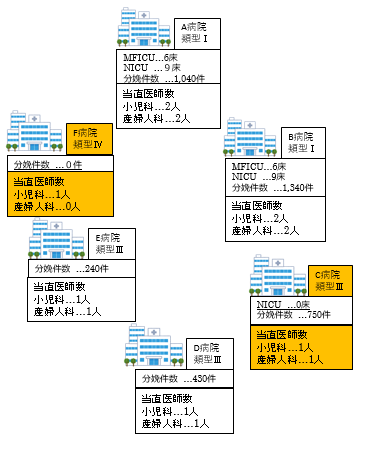 A病院
類型Ⅰ
MFICU…6床
NICU …９床
分娩件数 …1,040件
当直医師数
小児科…2人
産婦人科…2人
B病院
類型Ⅰ
MFICU…6床
NICU …9床
分娩件数 …1,340件
当直医師数
小児科…2人
産婦人科…2人
C病院
類型Ⅲ
NICU …0床
分娩件数 …750件
当直医師数
小児科…1人
産婦人科…1人
D病院
類型Ⅲ
分娩件数 …430件
当直医師数
小児科…1人
産婦人科…1人
E病院
類型Ⅲ
分娩件数 …240件
当直医師数
小児科…1人
産婦人科…1人
F病院
類型Ⅳ
分娩件数 …０件
当直医師数
小児科…1人
産婦人科…0人